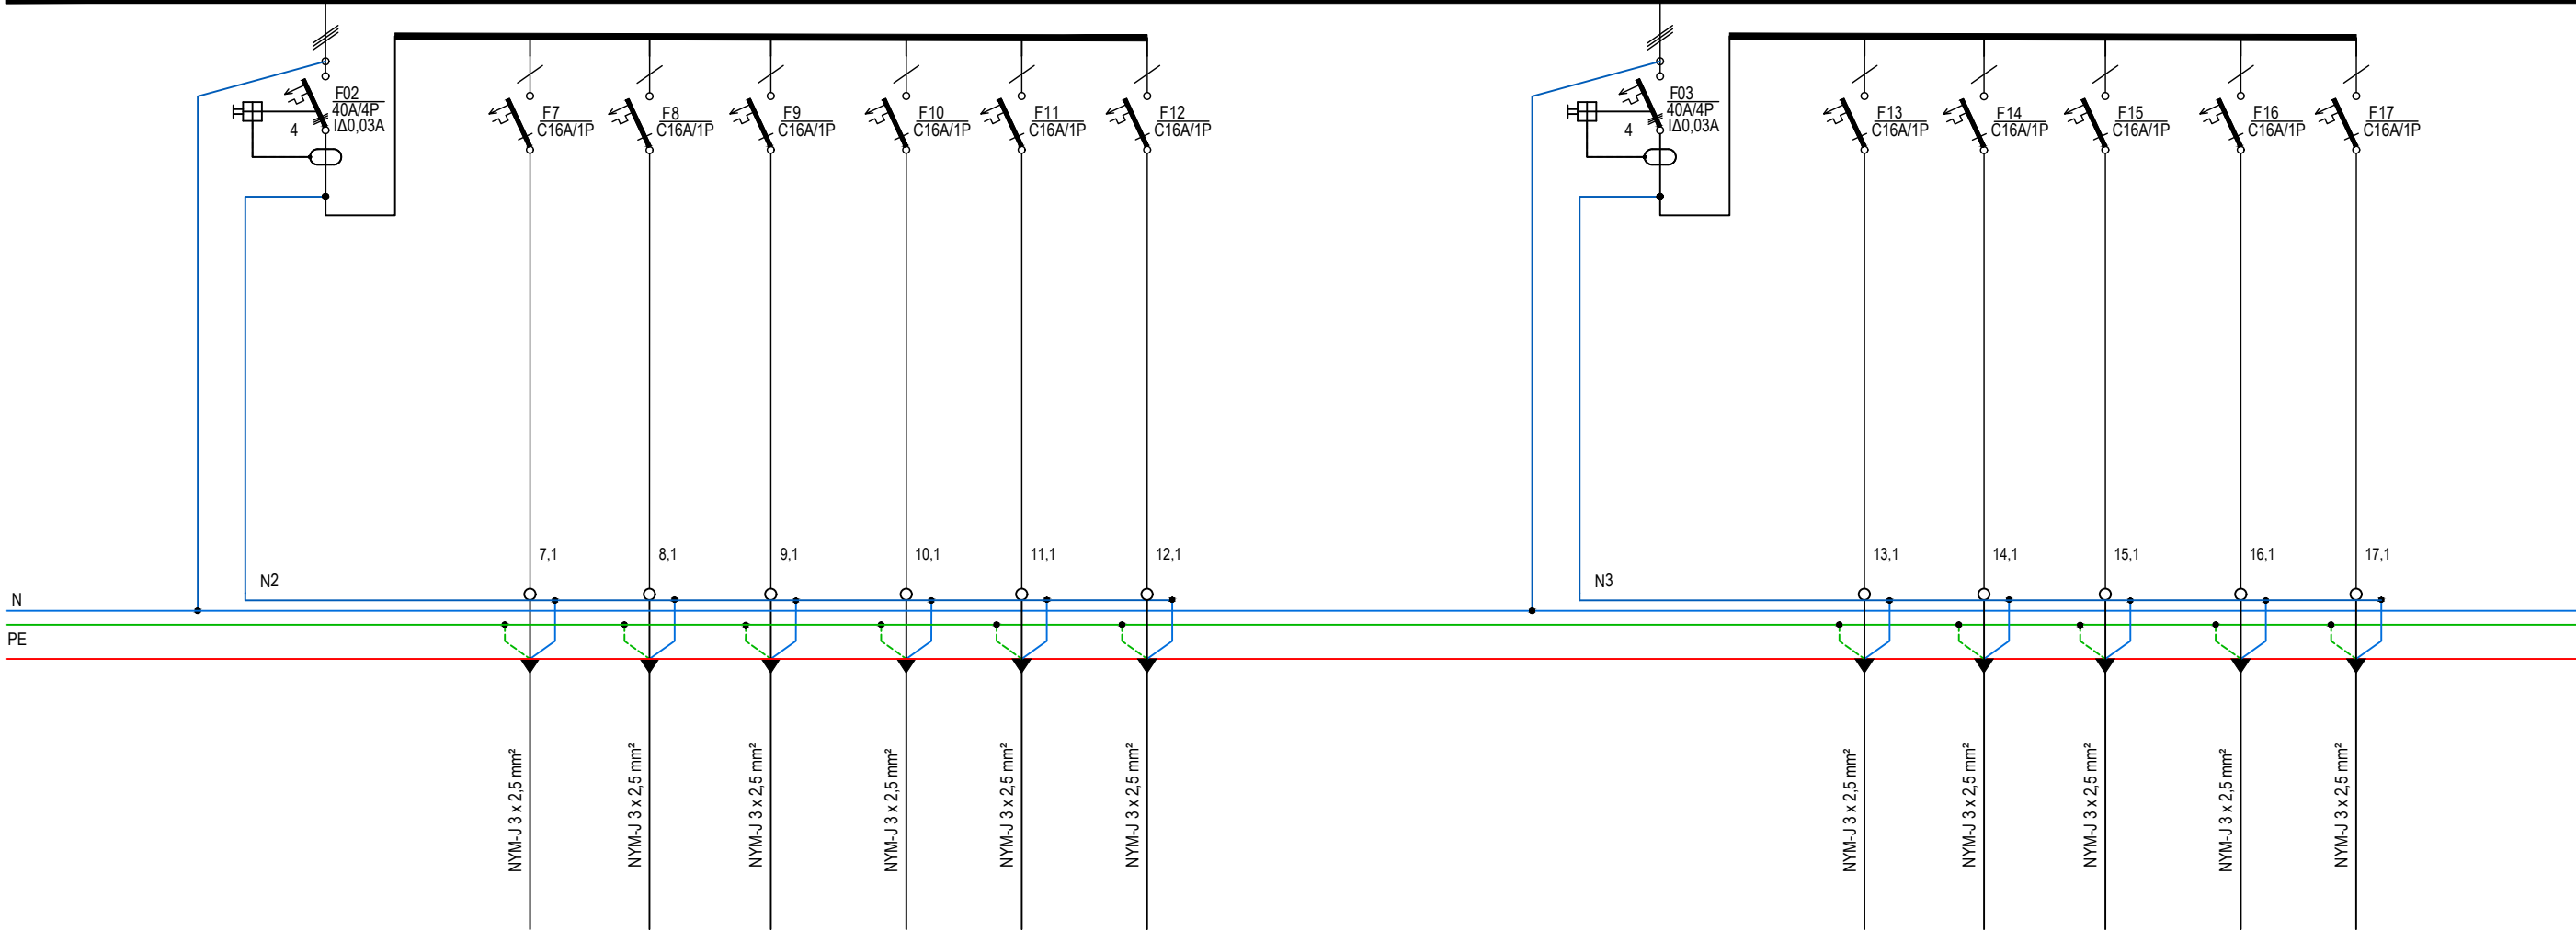 F02
40A/4P
IΔ0,03A
4
F7
C16A/1P
F8
C16A/1P
F9
C16A/1P
F10
C16A/1P
F11
C16A/1P
F12
C16A/1P
F03
40A/4P
IΔ0,03A
4
F13
C16A/1P
F14
C16A/1P
F15
C16A/1P
F16
C16A/1P
F17
C16A/1P
7,1
8,1
9,1
10,1
11,1
12,1
13,1
14,1
15,1
16,1
17,1
N2
N3
N
PE
NYM-J 3 x 2,5 mm²
NYM-J 3 x 2,5 mm²
NYM-J 3 x 2,5 mm²
NYM-J 3 x 2,5 mm²
NYM-J 3 x 2,5 mm²
NYM-J 3 x 2,5 mm²
NYM-J 3 x 2,5 mm²
NYM-J 3 x 2,5 mm²
NYM-J 3 x 2,5 mm²
NYM-J 3 x 2,5 mm²
NYM-J 3 x 2,5 mm²